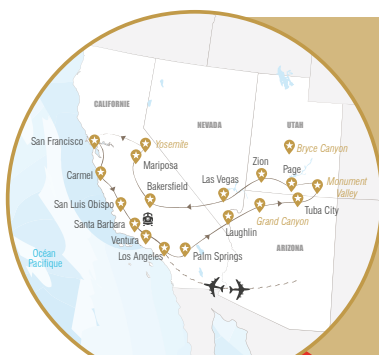 CALIFORNIE
NEVADA
UTAH
San Francisco
Yosemite
Bryce Canyon
Mariposa
Zion
Page
Monument
Valley
Carmel
Las Vegas
Bakersfield
San Luis Obispo
Tuba City
Grand Canyon
Santa Barbara
Laughlin
Ventura
ARIZONA
Los Angeles
Palm Springs
Océan
Pacifique